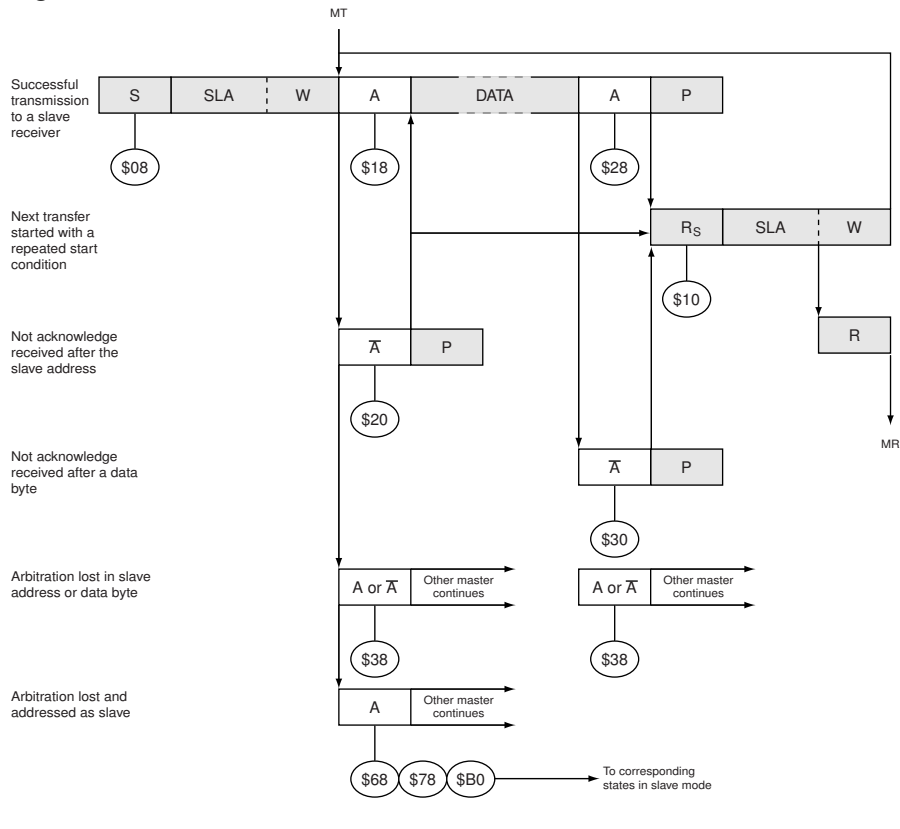 MT
Successful
transmission
to a slave
receiver
S SLA W A DATA A P
$08 $18 $28
Next transfer
started with a
repeated start
condition
RS SLA W
$10
Not acknowledge
received after the
slave address
A̅ P
R
$20
MR
Not acknowledge
received after a data
byte
A̅ P
$30
Arbitration lost in slave
address or data byte
A or A̅ Other master
continues
A or A̅ Other master
continues
$38 $38
Arbitration lost and
addressed as slave
A Other master
continues
$68 $78 $B0 To corresponding
states in slave mode